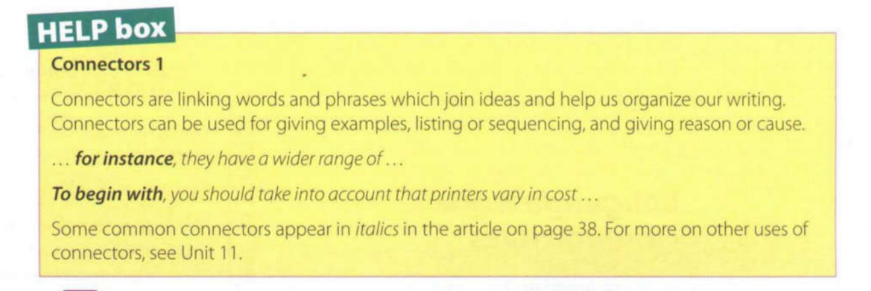 HELP box
Connectors 1
Connectors are linking words and phrases which join ideas and help us organize our writing.
Connectors can be used for giving examples, listing or sequencing, and giving reason or cause.
... for instance, they have a wider range of ...
To begin with, you should take into account that printers vary in cost ...
Some common connectors appear in italics in the article on page 38. For more on other uses of
connectors, see Unit 11.